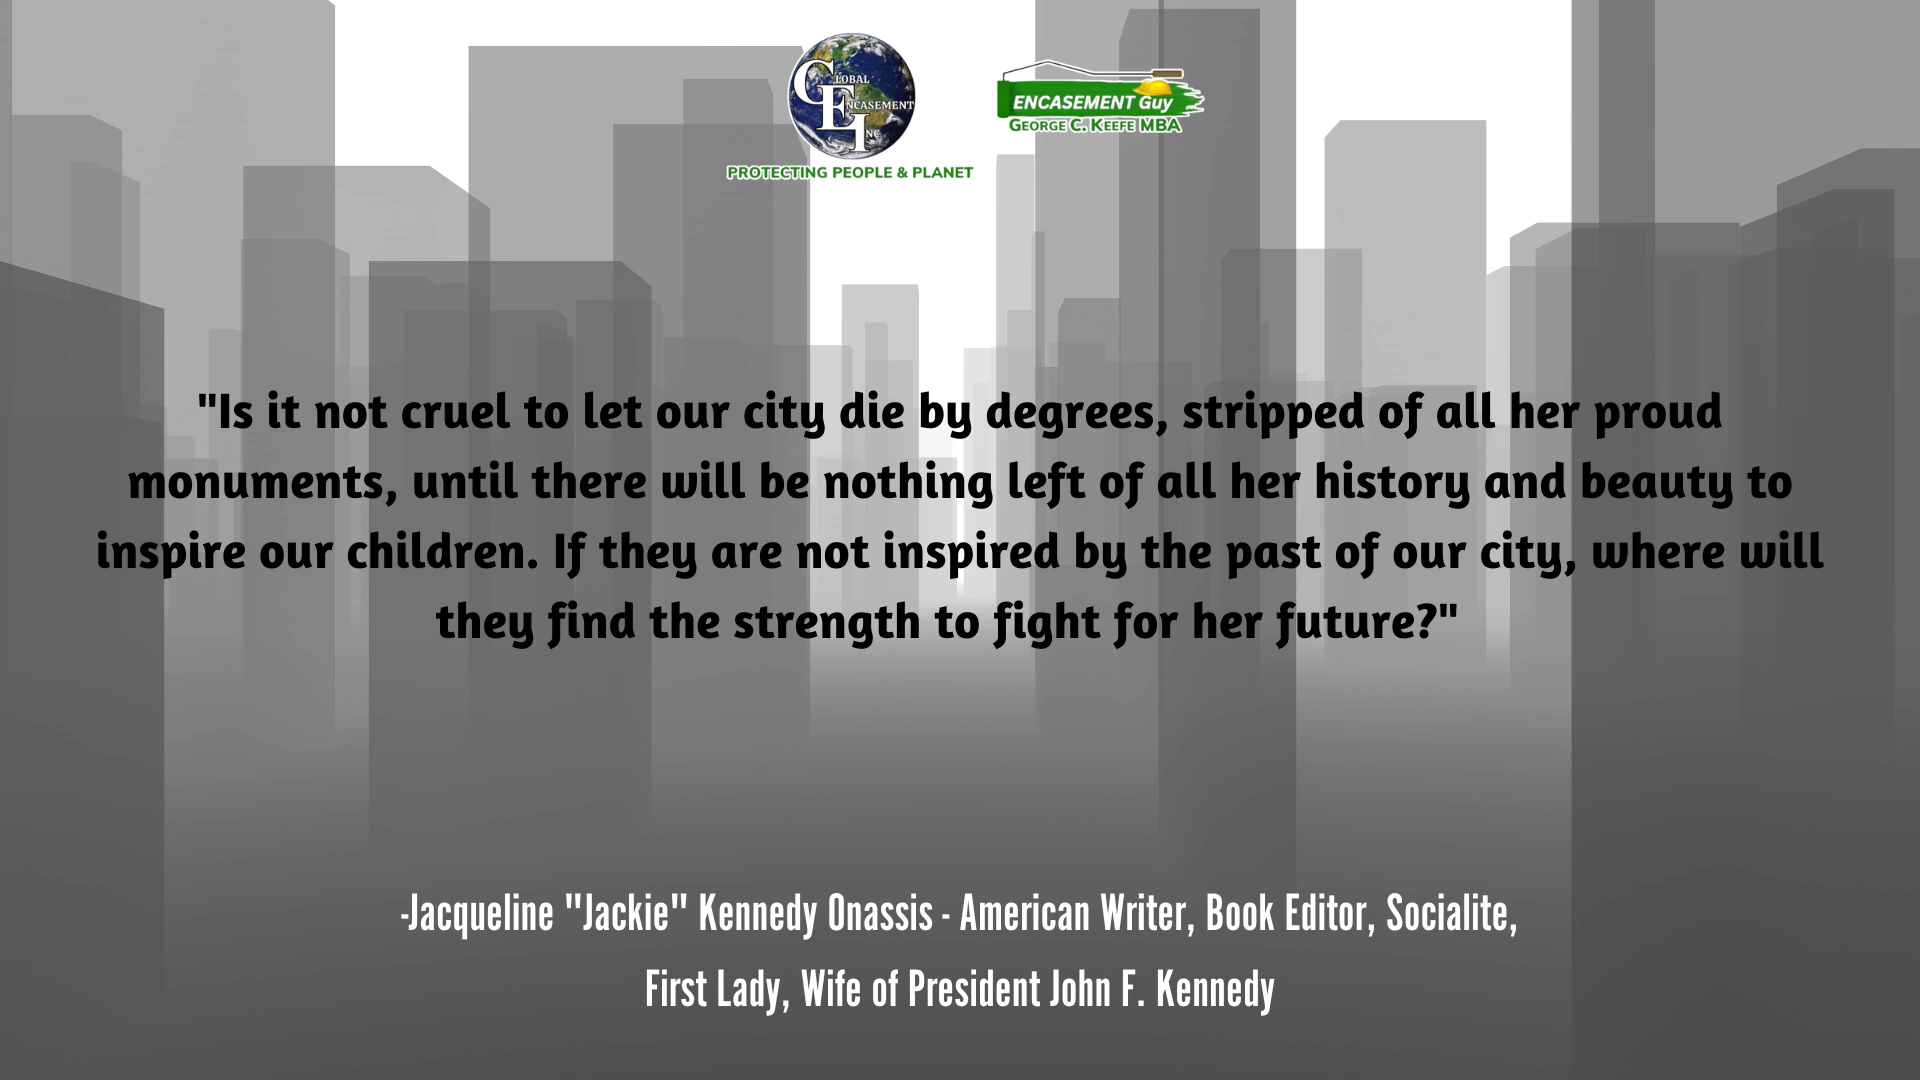 GLOBAL
ENCASEMENT
INC
PROTECTING PEOPLE & PLANET
ENCASEMENT Guy
GEORGE C. KEEFE MBA
"Is it not cruel to let our city die by degrees, stripped of all her proud
monuments, until there will be nothing left of all her history and beauty to
inspire our children. If they are not inspired by the past of our city, where will
they find the strength to fight for her future?"
-Jacqueline "Jackie" Kennedy Onassis - American Writer, Book Editor, Socialite,
First Lady, Wife of President John F. Kennedy